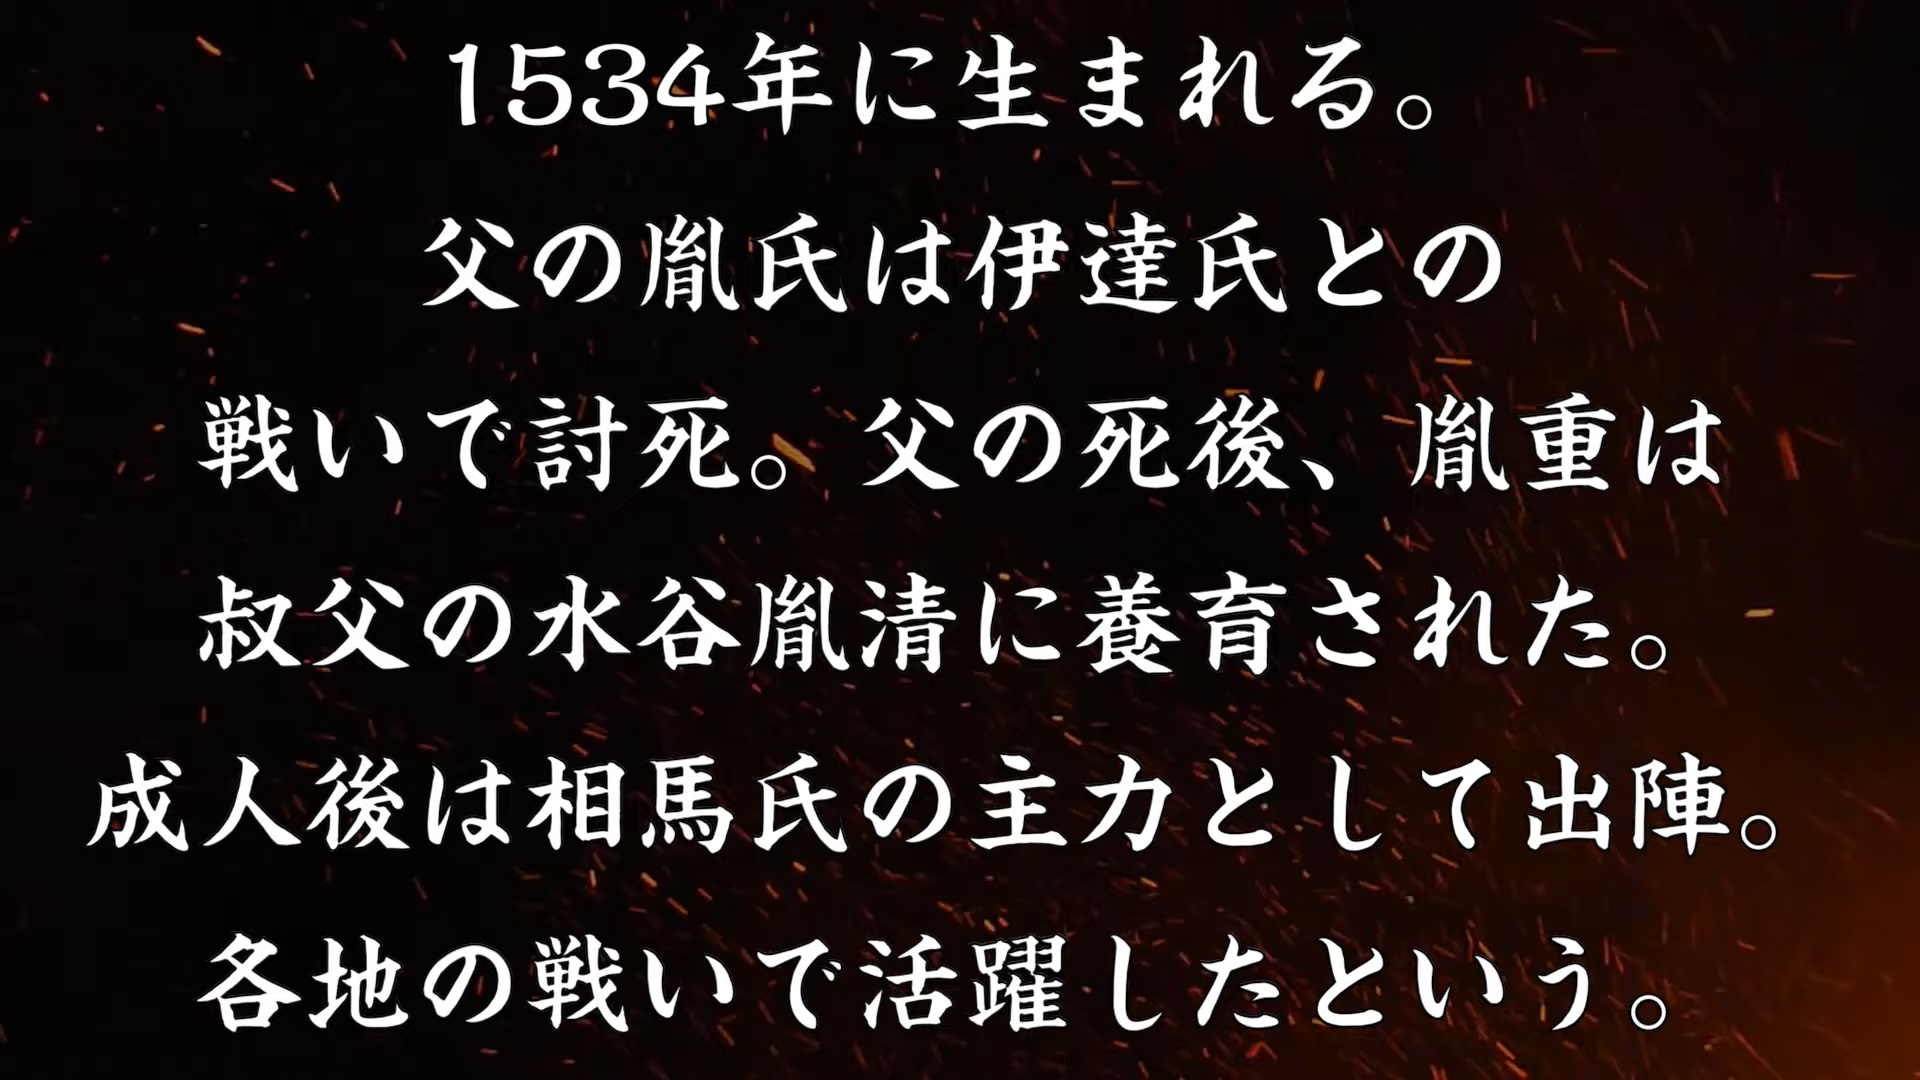 1534年に生まれる。
父の胤氏は伊達氏との
戦いで討死。父の死後、胤重は
叔父の水谷胤清に養育された。
成人後は相馬氏の主力として出陣。
各地の戦いで活躍したという。